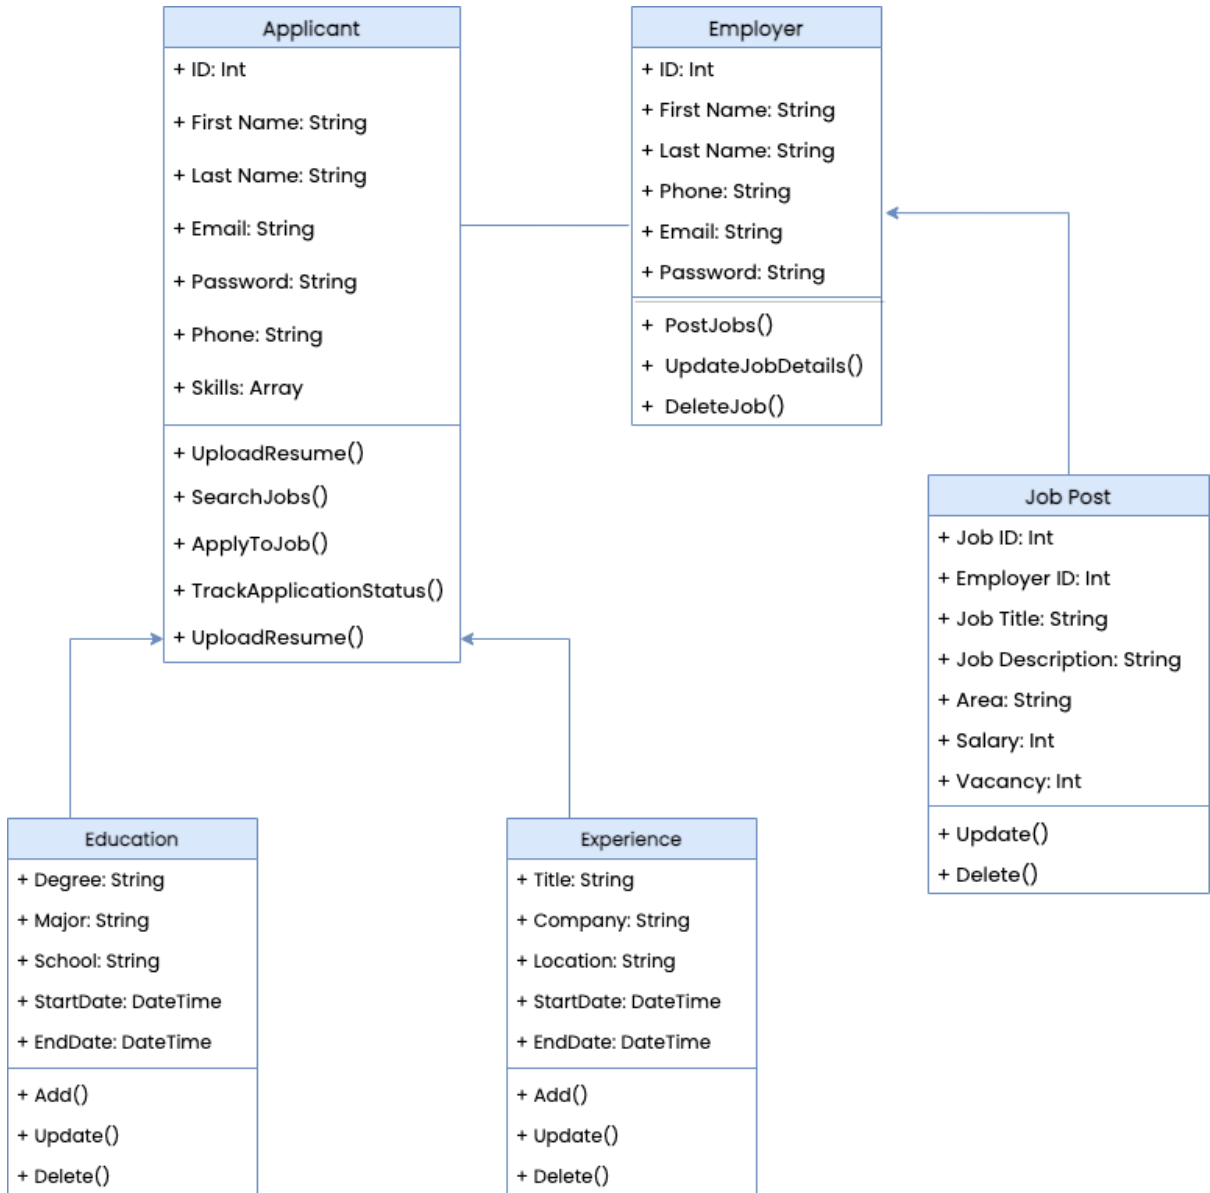 Applicant
+ ID: Int
+ First Name: String
+ Last Name: String
+ Email: String
+ Password: String
+ Phone: String
+ Skills: Array
+ UploadResume()
+ SearchJobs()
+ ApplyToJob()
+ TrackApplicationStatus()
+ UploadResume()
Employer
+ ID: Int
+ First Name: String
+ Last Name: String
+ Phone: String
+ Email: String
+ Password: String
+ PostJobs()
+ UpdateJobDetails()
+ DeleteJob()
Job Post
+ Job ID: Int
+ Employer ID: Int
+ Job Title: String
+ Job Description: String
+ Area: String
+ Salary: Int
+ Vacancy: Int
+ Update()
+ Delete()
Education
+ Degree: String
+ Major: String
+ School: String
+ StartDate: DateTime
+ EndDate: DateTime
+ Add()
+ Update()
+ Delete()
Experience
+ Title: String
+ Company: String
+ Location: String
+ StartDate: DateTime
+ EndDate: DateTime
+ Add()
+ Update()
+ Delete()